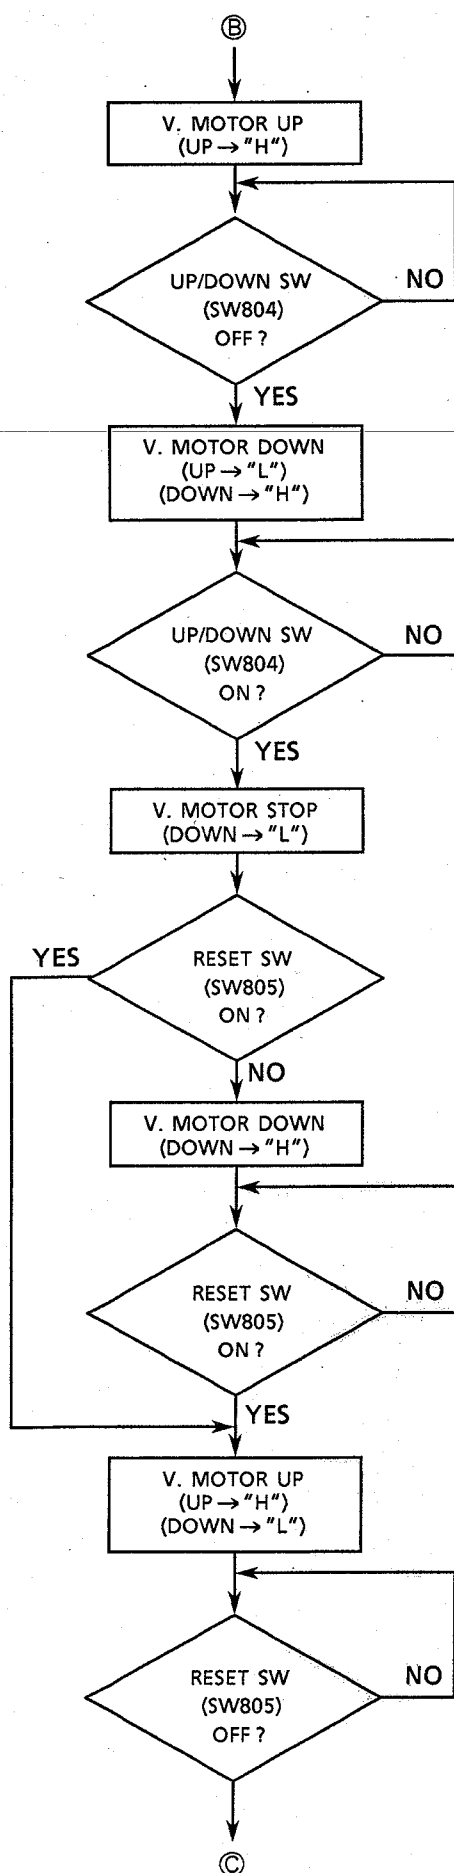 Ⓑ
V. MOTOR UP
(UP → "H")
UP/DOWN SW
(SW804)
OFF ?
NO
YES
V. MOTOR DOWN
(UP → "L")
(DOWN → "H")
UP/DOWN SW
(SW804)
ON ?
NO
YES
V. MOTOR STOP
(DOWN → "L")
YES
RESET SW
(SW805)
ON ?
NO
V. MOTOR DOWN
(DOWN → "H")
RESET SW
(SW805)
ON ?
NO
YES
V. MOTOR UP
(UP → "H")
(DOWN → "L")
RESET SW
(SW805)
OFF ?
NO
Ⓒ